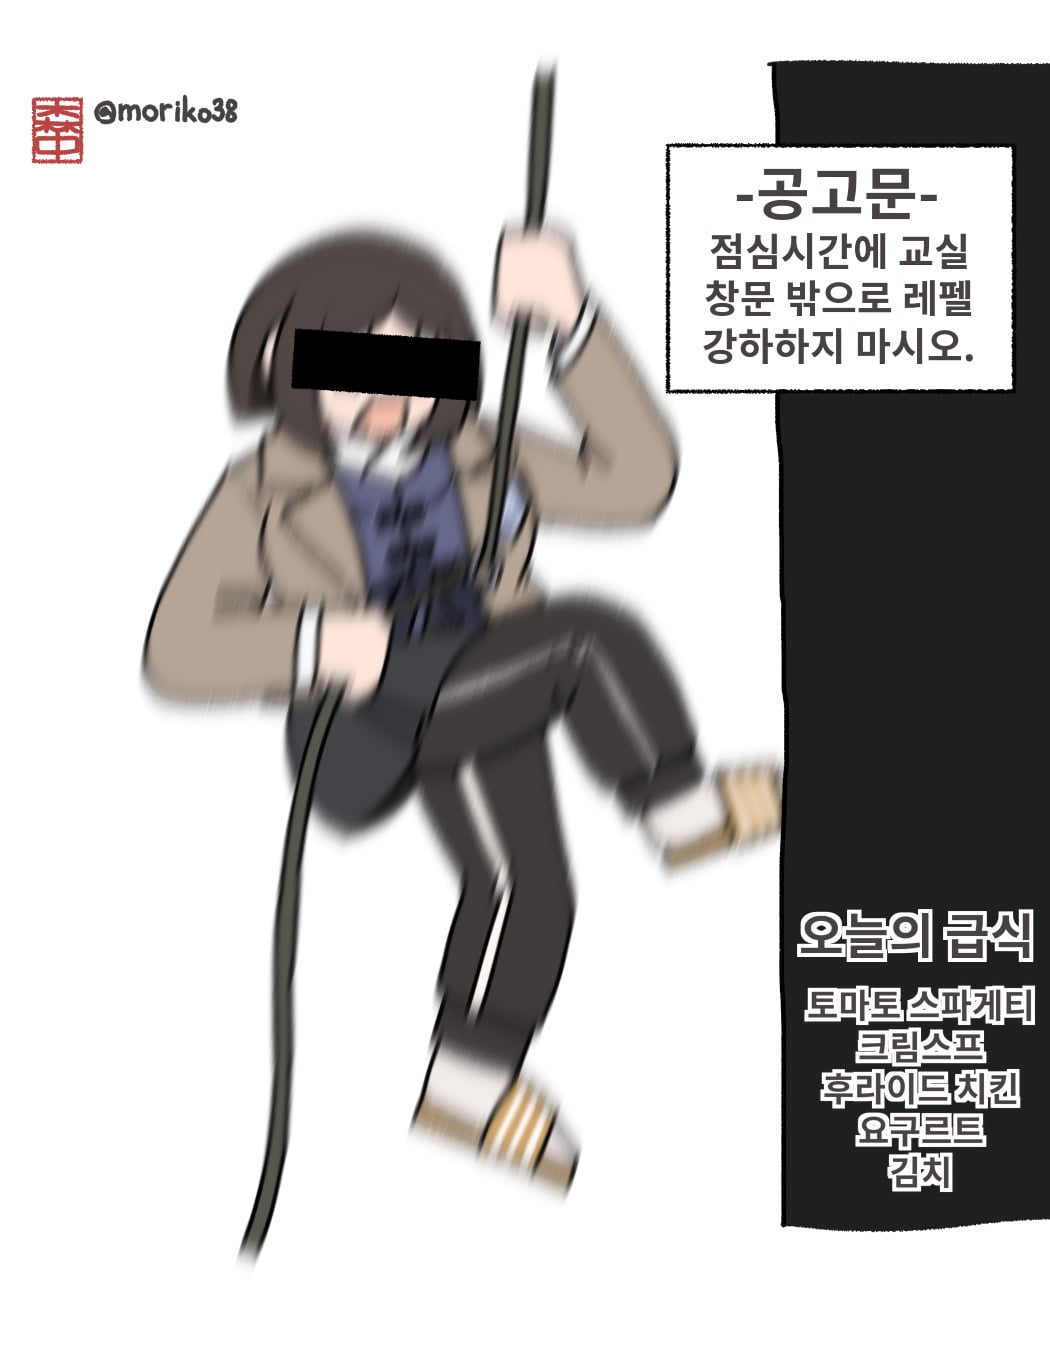 @moriko38
-공고문-
점심시간에 교실
창문 밖으로 레펠
강하하지 마시오.
오늘의 급식
토마토 스파게티
크림스프
후라이드 치킨
요구르트
김치